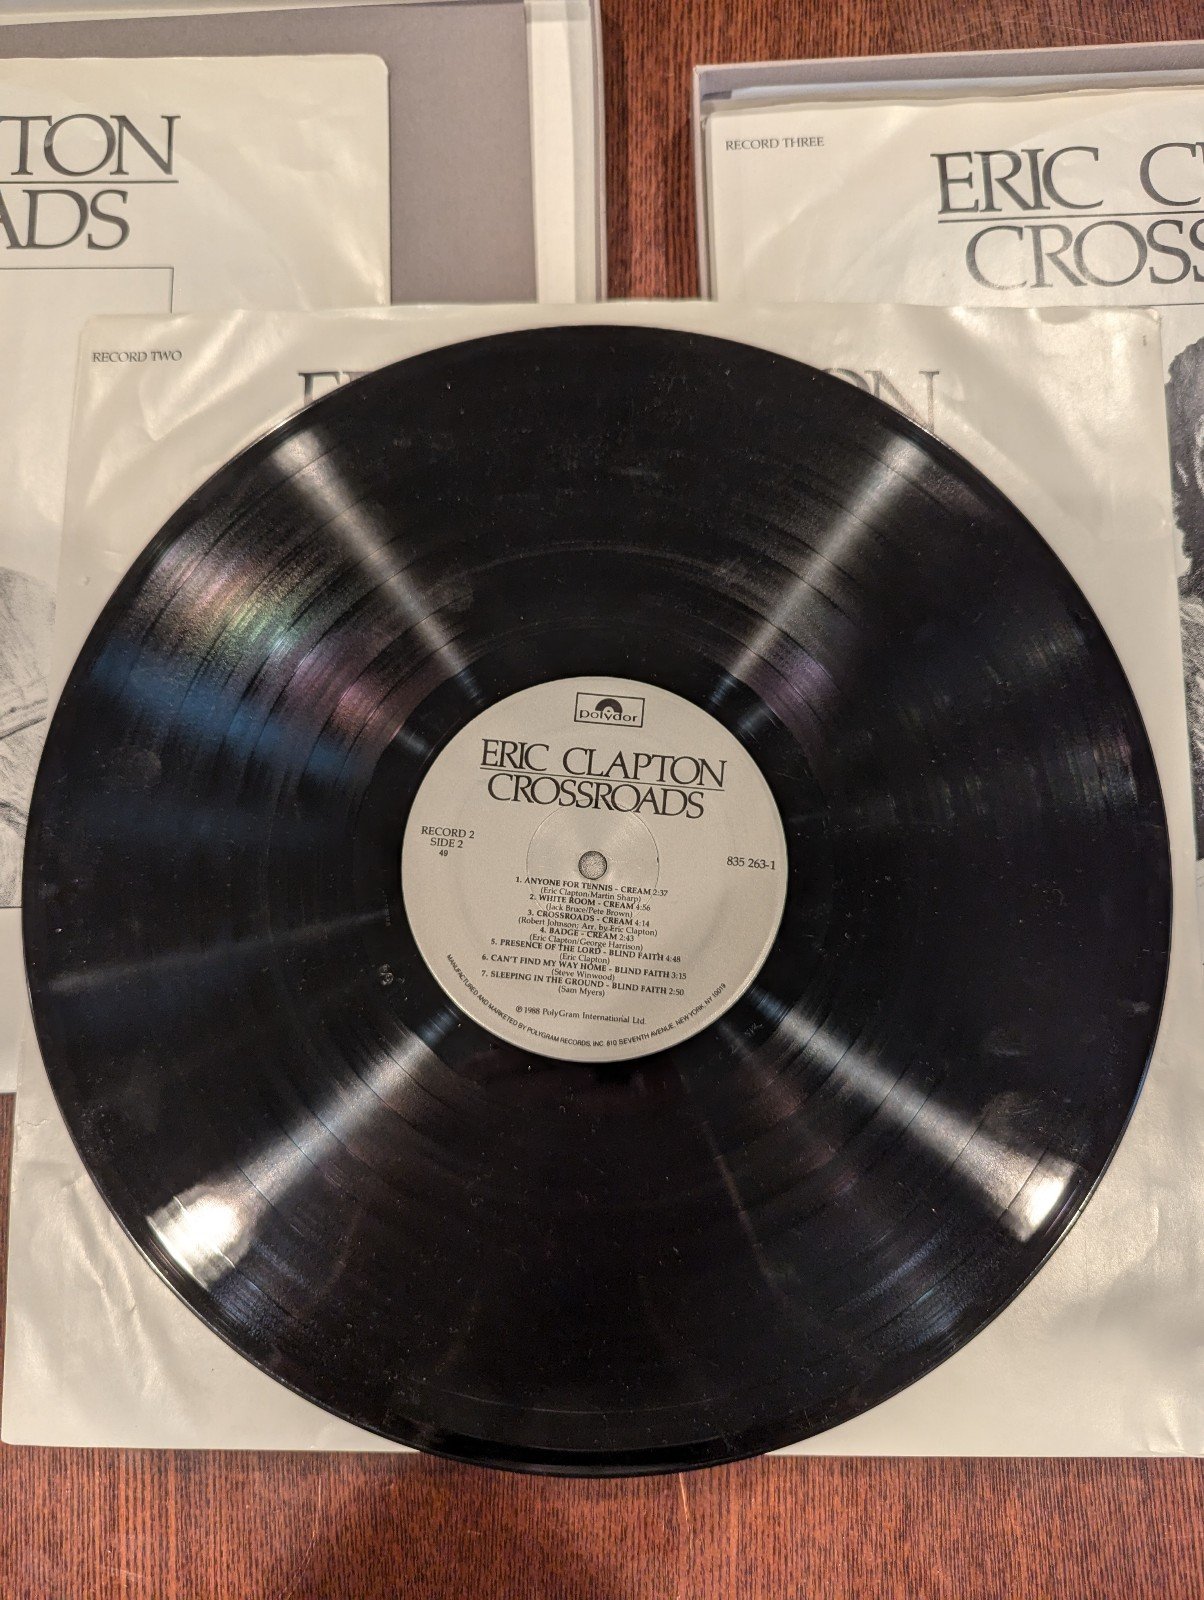 TON
ADS
RECORD THREE
ERIC C
CROSS
RECORD TWO
ON
polydor
ERIC CLAPTON
CROSSROADS
RECORD 2
SIDE 2
49
835 263-1
1. ANYONE FOR TENNIS - CREAM 2:37
(Eric Clapton/Martin Sharp)
2. WHITE ROOM - CREAM 4:56
(Jack Bruce/Pete Brown)
3. CROSSROADS - CREAM 4:14
(Robert Johnson; Arr. by Eric Clapton)
4. BADGE - CREAM 2:43
(Eric Clapton/George Harrison)
5. PRESENCE OF THE LORD - BLIND FAITH 4:48
(Eric Clapton)
6. CAN'T FIND MY WAY HOME - BLIND FAITH 3:15
(Steve Winwood)
7. SLEEPING IN THE GROUND - BLIND FAITH 2:50
(Sam Myers)
℗ 1988 PolyGram International Ltd.
MANUFACTURED AND MARKETED BY POLYGRAM RECORDS, INC. 810 SEVENTH AVENUE, NEW YORK, NY 10019